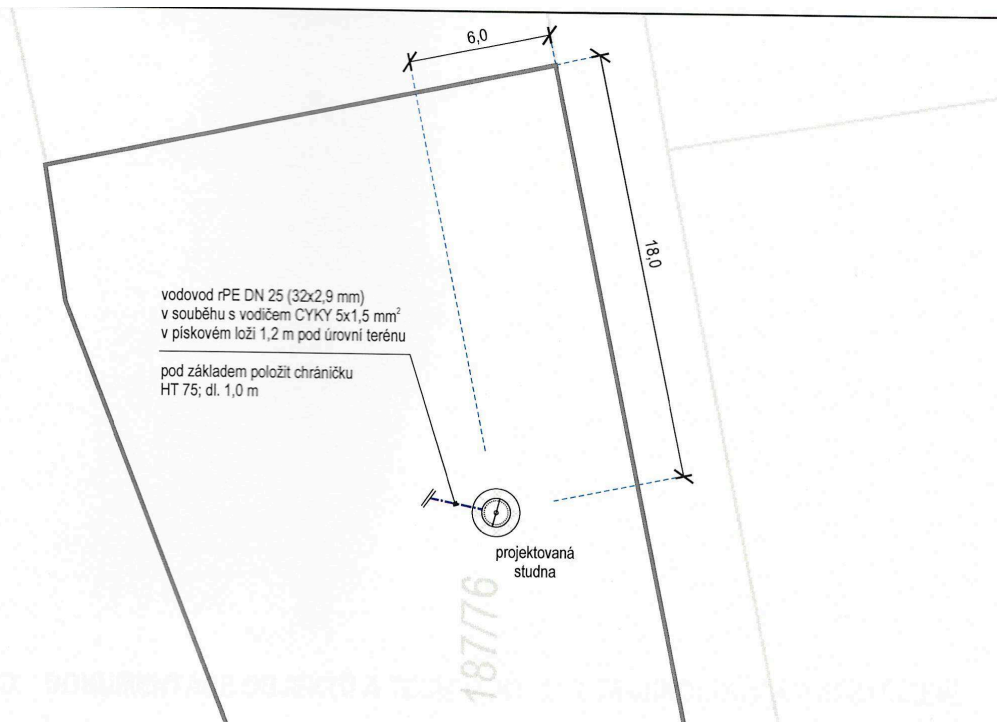 6,0
18,0
vodovod rPE DN 25 (32x2,9 mm)
v souběhu s vodičem CYKY 5x1,5 mm²
v pískovém loži 1,2 m pod úrovní terénu
pod základem položit chráničku
HT 75; dl. 1,0 m
projektovaná
studna
187/76